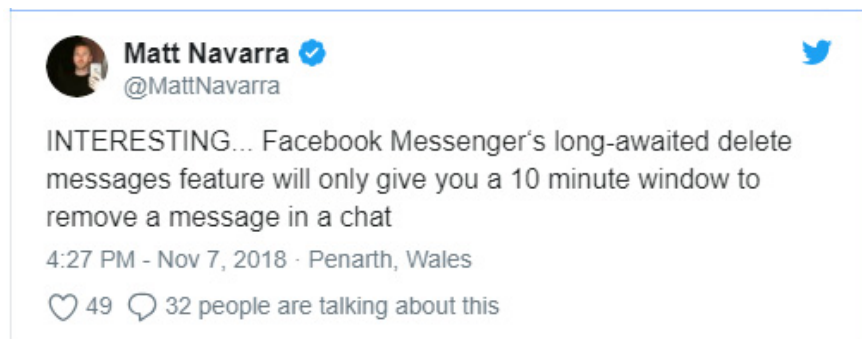 Matt Navarra
@MattNavarra
INTERESTING... Facebook Messenger‘s long-awaited delete
messages feature will only give you a 10 minute window to
remove a message in a chat
4:27 PM - Nov 7, 2018 · Penarth, Wales
49 32 people are talking about this